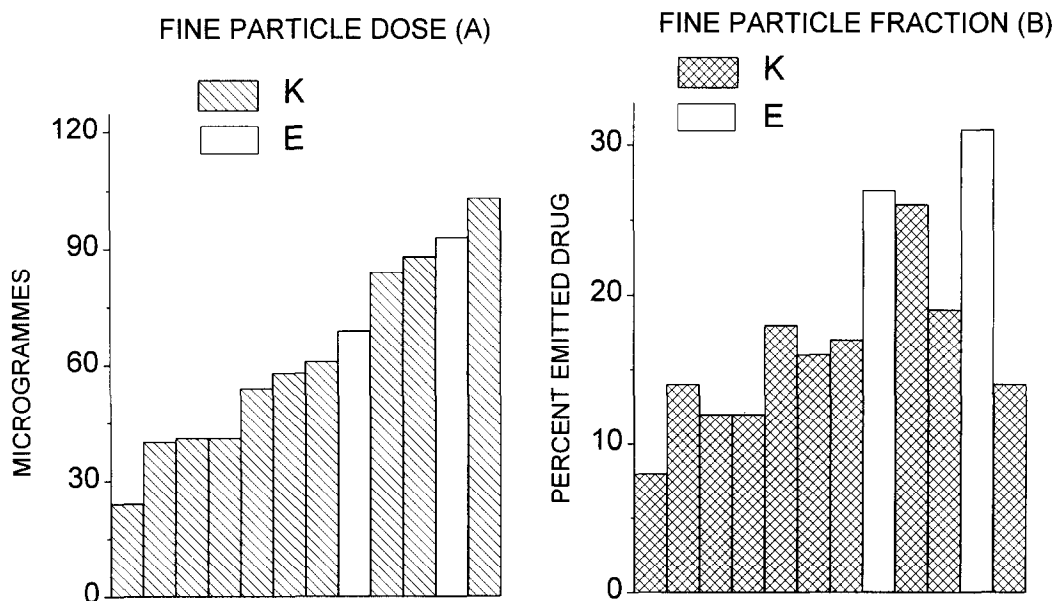 FINE PARTICLE DOSE (A)
K
E
120
90
60
30
0
MICROGRAMMES
FINE PARTICLE FRACTION (B)
K
E
30
20
10
0
PERCENT EMITTED DRUG